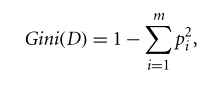 Gini(D) = 1 − ∑_{i=1}^{m} p_i^2,